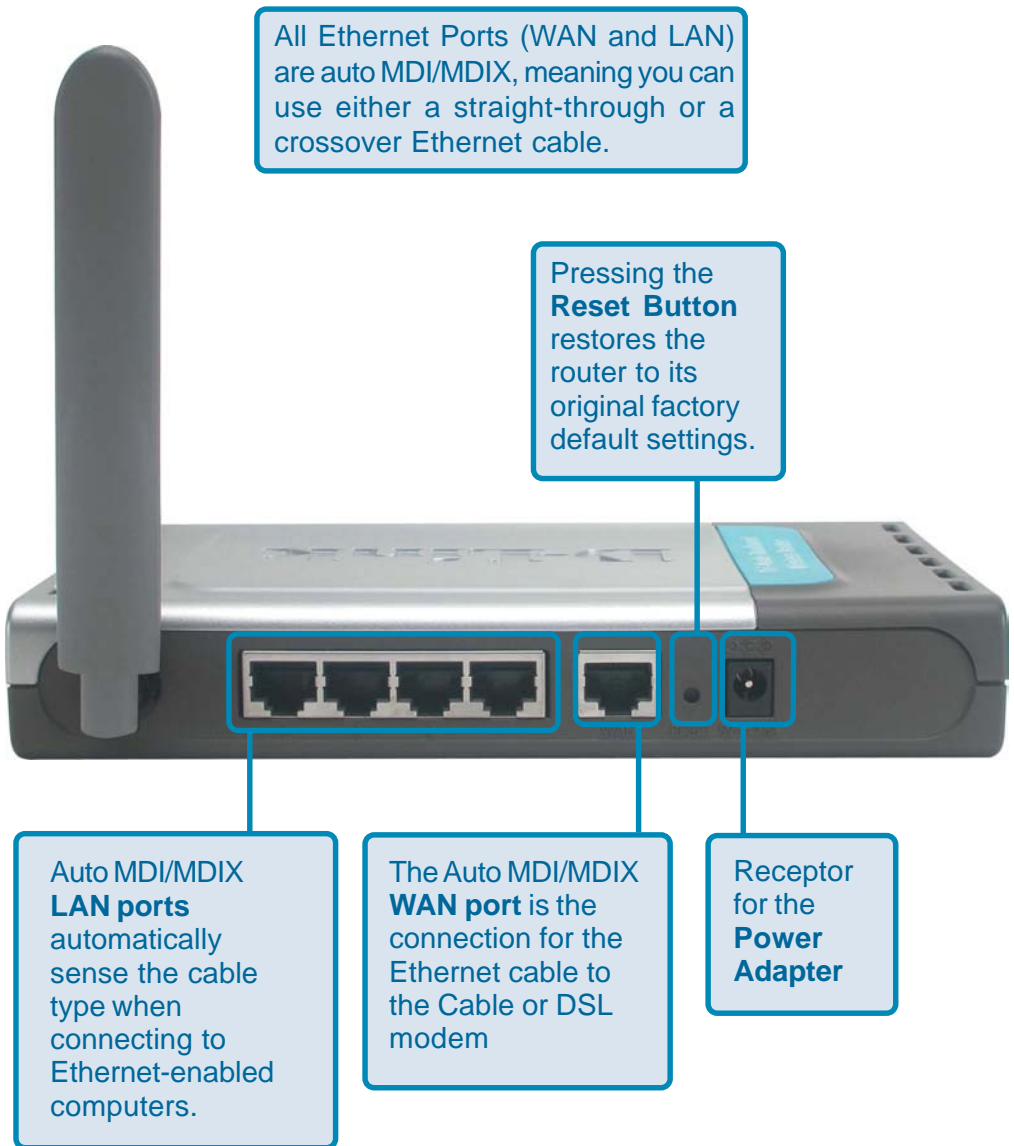 All Ethernet Ports (WAN and LAN)
are auto MDI/MDIX, meaning you can
use either a straight-through or a
crossover Ethernet cable.
Pressing the
Reset Button
restores the
router to its
original factory
default settings.
D-Link
WAN
Auto MDI/MDIX
LAN ports
automatically
sense the cable
type when
connecting to
Ethernet-enabled
computers.
The Auto MDI/MDIX
WAN port is the
connection for the
Ethernet cable to
the Cable or DSL
modem
Receptor
for the
Power
Adapter